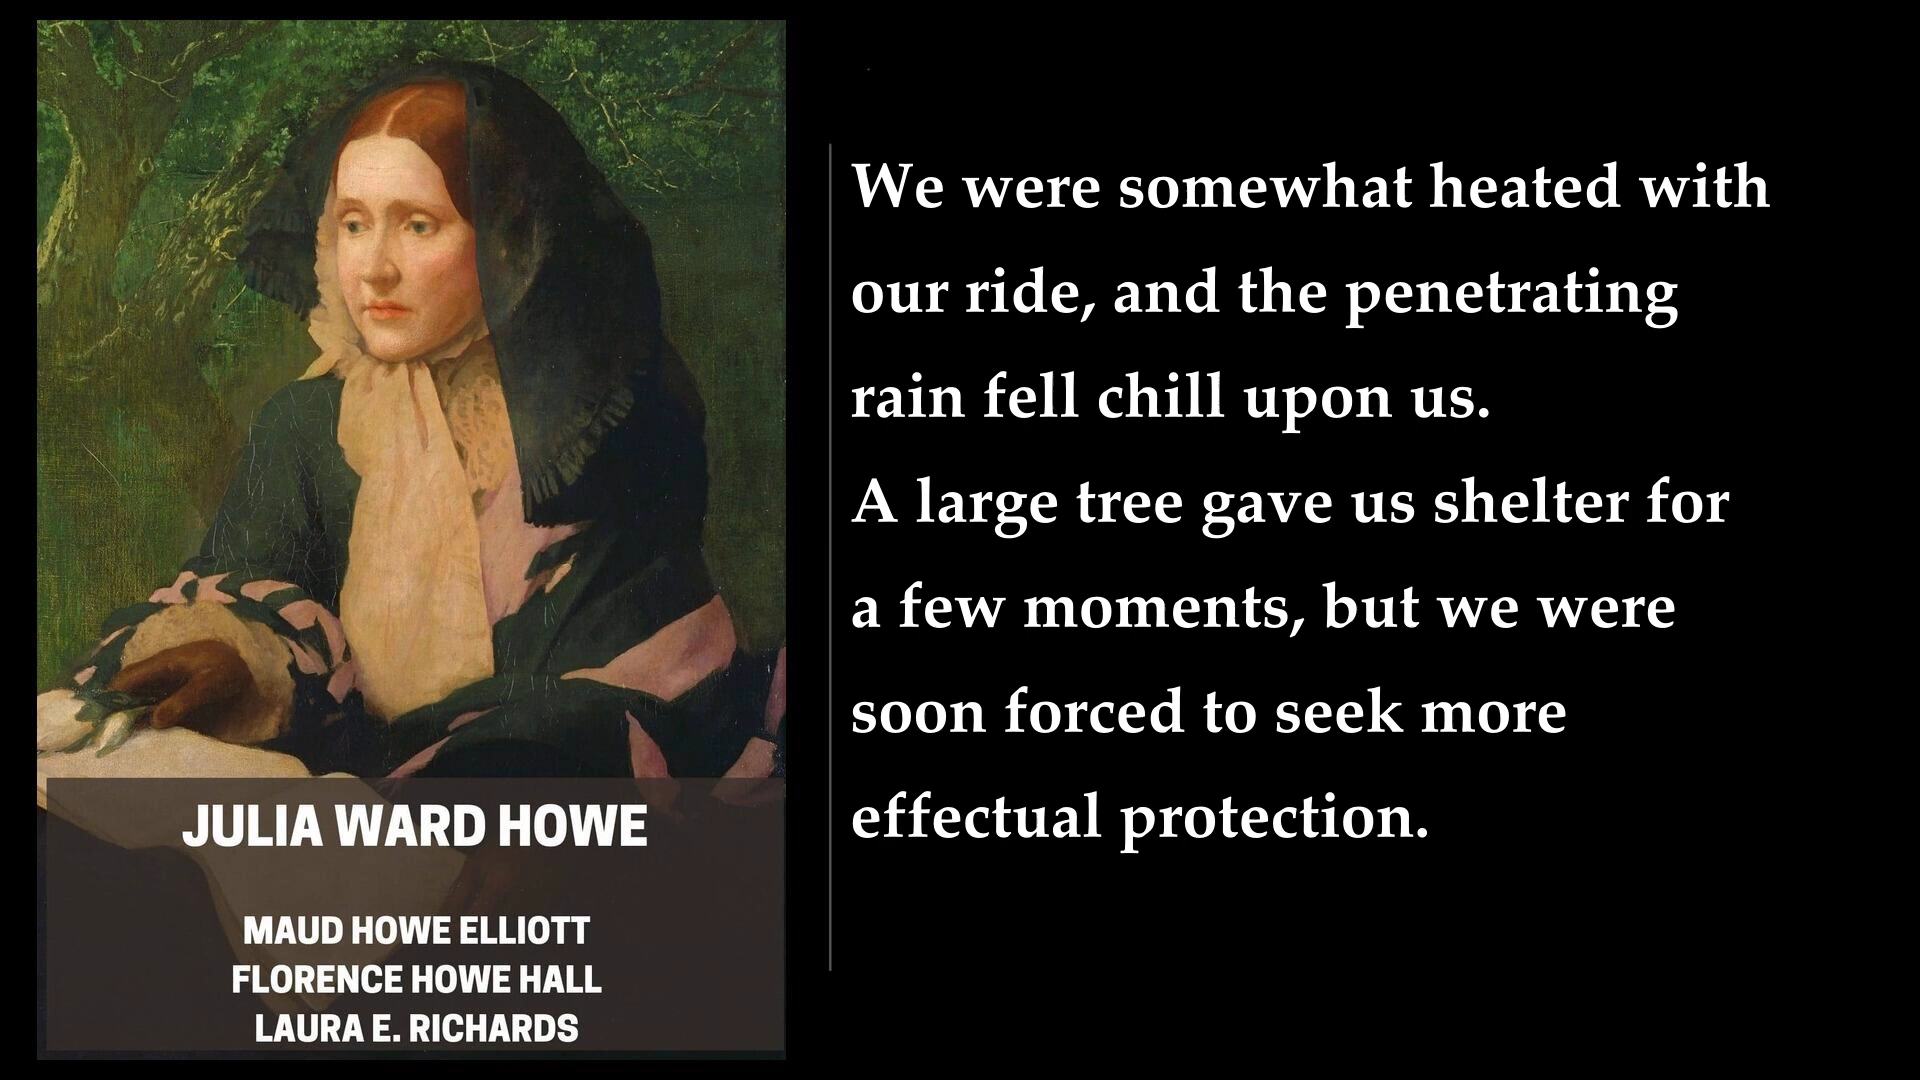 JULIA WARD HOWE
MAUD HOWE ELLIOTT
FLORENCE HOWE HALL
LAURA E. RICHARDS
We were somewhat heated with
our ride, and the penetrating
rain fell chill upon us.
A large tree gave us shelter for
a few moments, but we were
soon forced to seek more
effectual protection.